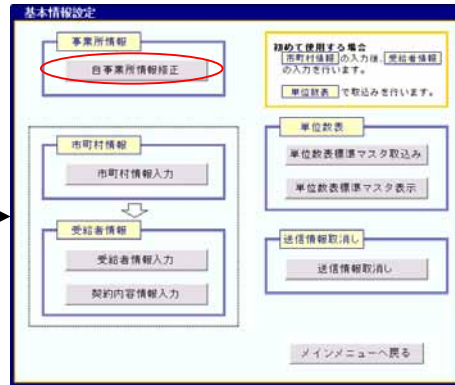 基本情報設定
事業所情報
自事業所情報修正
初めて使用する場合
市町村情報 の入力後、受給者情報
の入力を行います。
単位数表 で取込みを行います。
市町村情報
市町村情報入力
受給者情報
受給者情報入力
契約内容情報入力
単位数表
単位数表標準マスタ取込み
単位数表標準マスタ表示
送信情報取消し
送信情報取消し
メインメニューへ戻る